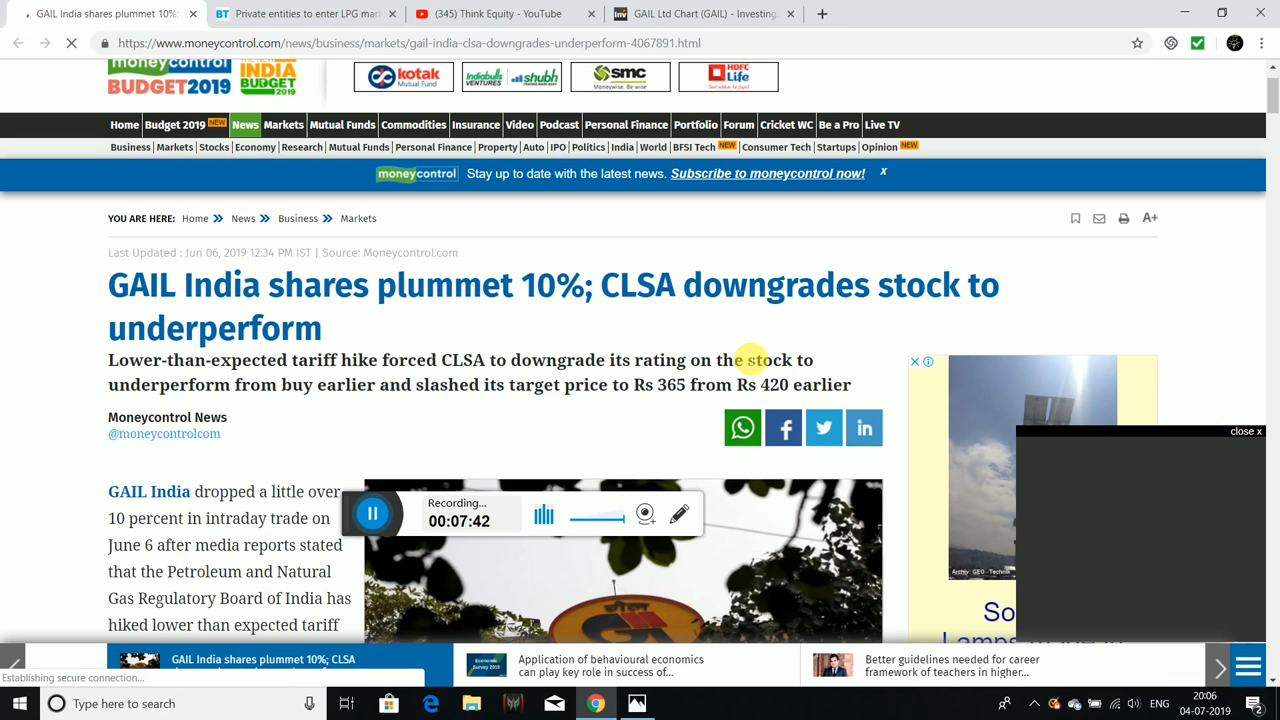 GAIL India shares plummet 10%;
Private entities to enter LPG mar
(345) Think Equity - YouTube
GAIL Ltd Chart (GAIL) - Investing.
https://www.moneycontrol.com/news/business/markets/gail-india-clsa-downgrades-underperform-4067891.html
moneycontrol
BUDGET2019
INDIA
BUDGET
2019
kotak
Mutual Fund
Indiabulls
VENTURES
shubh
smc
Moneywise. Be wise
HDFC
Life
Home Budget 2019 NEW News Markets Mutual Funds Commodities Insurance Video Podcast Personal Finance Portfolio Forum Cricket WC Be a Pro Live TV
Business Markets Stocks Economy Research Mutual Funds Personal Finance Property Auto IPO Politics India World BFSI Tech NEW Consumer Tech Startups Opinion NEW
moneycontrol Stay up to date with the latest news. Subscribe to moneycontrol now! x
YOU ARE HERE: Home News Business Markets A+
Last Updated : Jun 06, 2019 12:34 PM IST | Source: Moneycontrol.com
GAIL India shares plummet 10%; CLSA downgrades stock to
underperform
Lower-than-expected tariff hike forced CLSA to downgrade its rating on the stock to
underperform from buy earlier and slashed its target price to Rs 365 from Rs 420 earlier
Moneycontrol News
@moneycontrolcom
close x
GAIL India dropped a little over
10 percent in intraday trade on
June 6 after media reports stated
that the Petroleum and Natural
Gas Regulatory Board of India has
hiked lower than expected tariff
Recording...
00:07:42
गेल
Archiv: GEO - Technik
So
GAIL India shares plummet 10%; CLSA
Economic
Survey 2019
Application of behavioural economics
can play key role in success of...
Better guidelines needed for career
framework of teachers in higher...
Establishing secure connection...
Type here to search
ENG
20:06
04-07-2019
2